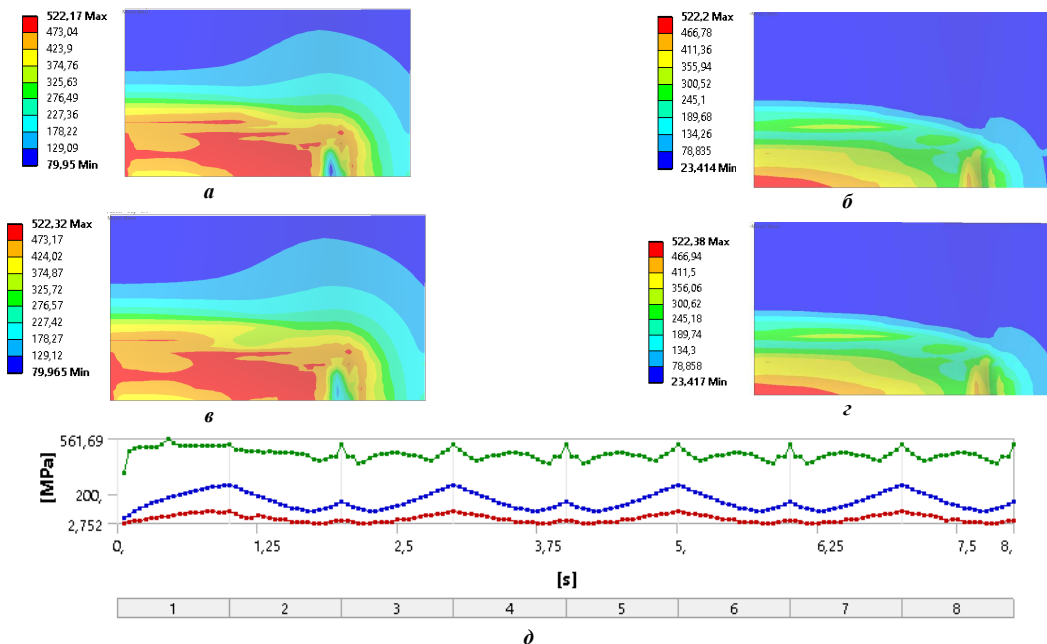 522,17 Max
473,04
423,9
374,76
325,63
276,49
227,36
178,22
129,09
79,95 Min
а
522,2 Max
466,78
411,36
355,94
300,52
245,1
189,68
134,26
78,835
23,414 Min
б
522,32 Max
473,17
424,02
374,87
325,72
276,57
227,42
178,27
129,12
79,965 Min
в
522,38 Max
466,94
411,5
356,06
300,62
245,18
189,74
134,3
78,858
23,417 Min
г
561,69
[MPa]
200,
2,752
0, 1,25 2,5 3,75 5, 6,25 7,5 8,
[s]
1 2 3 4 5 6 7 8
д